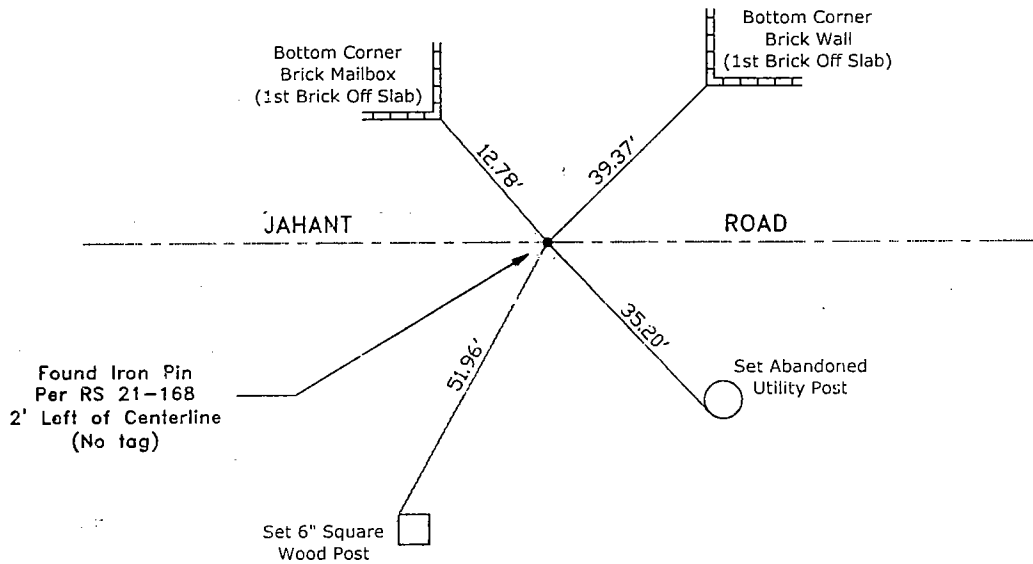 Bottom Corner
Brick Wall
(1st Brick Off Slab)
Bottom Corner
Brick Mailbox
(1st Brick Off Slab)
12.78'
39.37'
JAHANT
ROAD
51.96'
35.20'
Found Iron Pin
Per RS 21-168
2' Left of Centerline
(No tag)
Set Abandoned
Utility Post
Set 6" Square
Wood Post